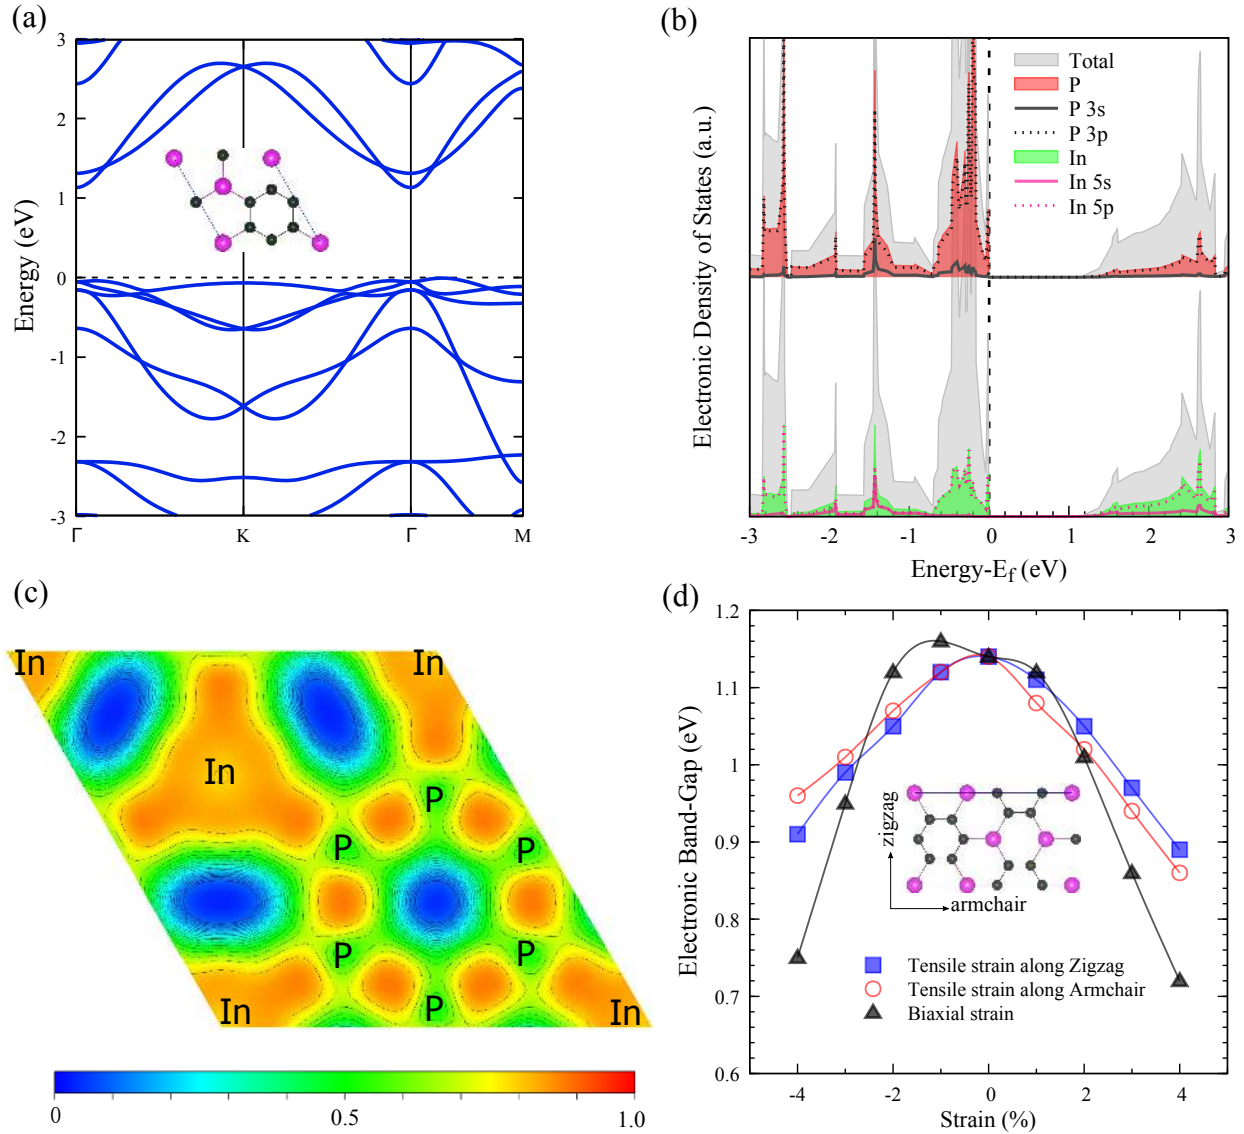 (a)
3
2
1
0
-1
-2
-3
Energy (eV)
Γ K Γ M
(b)
Total
P
P 3s
P 3p
In
In 5s
In 5p
Electronic Density of States (a.u.)
-3 -2 -1 0 1 2 3
Energy-Ef (eV)
(c)
In In
In
P
P P
P P
In P In
0 0.5 1.0
(d)
1.2
1.1
1
0.9
0.8
0.7
0.6
Electronic Band-Gap (eV)
zigzag
armchair
Tensile strain along Zigzag
Tensile strain along Armchair
Biaxial strain
-4 -2 0 2 4
Strain (%)